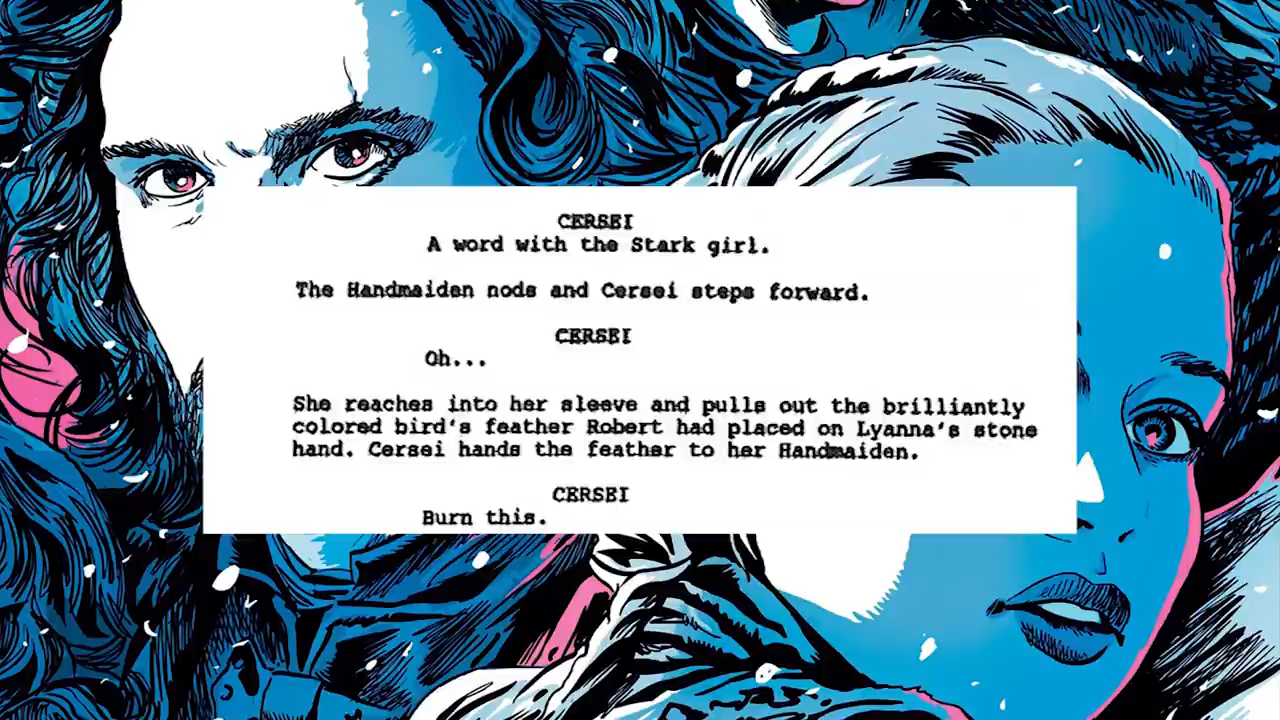 CERSEI
A word with the Stark girl.
The Handmaiden nods and Cersei steps forward.
CERSEI
Oh...
She reaches into her sleeve and pulls out the brilliantly
colored bird's feather Robert had placed on Lyanna's stone
hand. Cersei hands the feather to her Handmaiden.
CERSEI
Burn this.